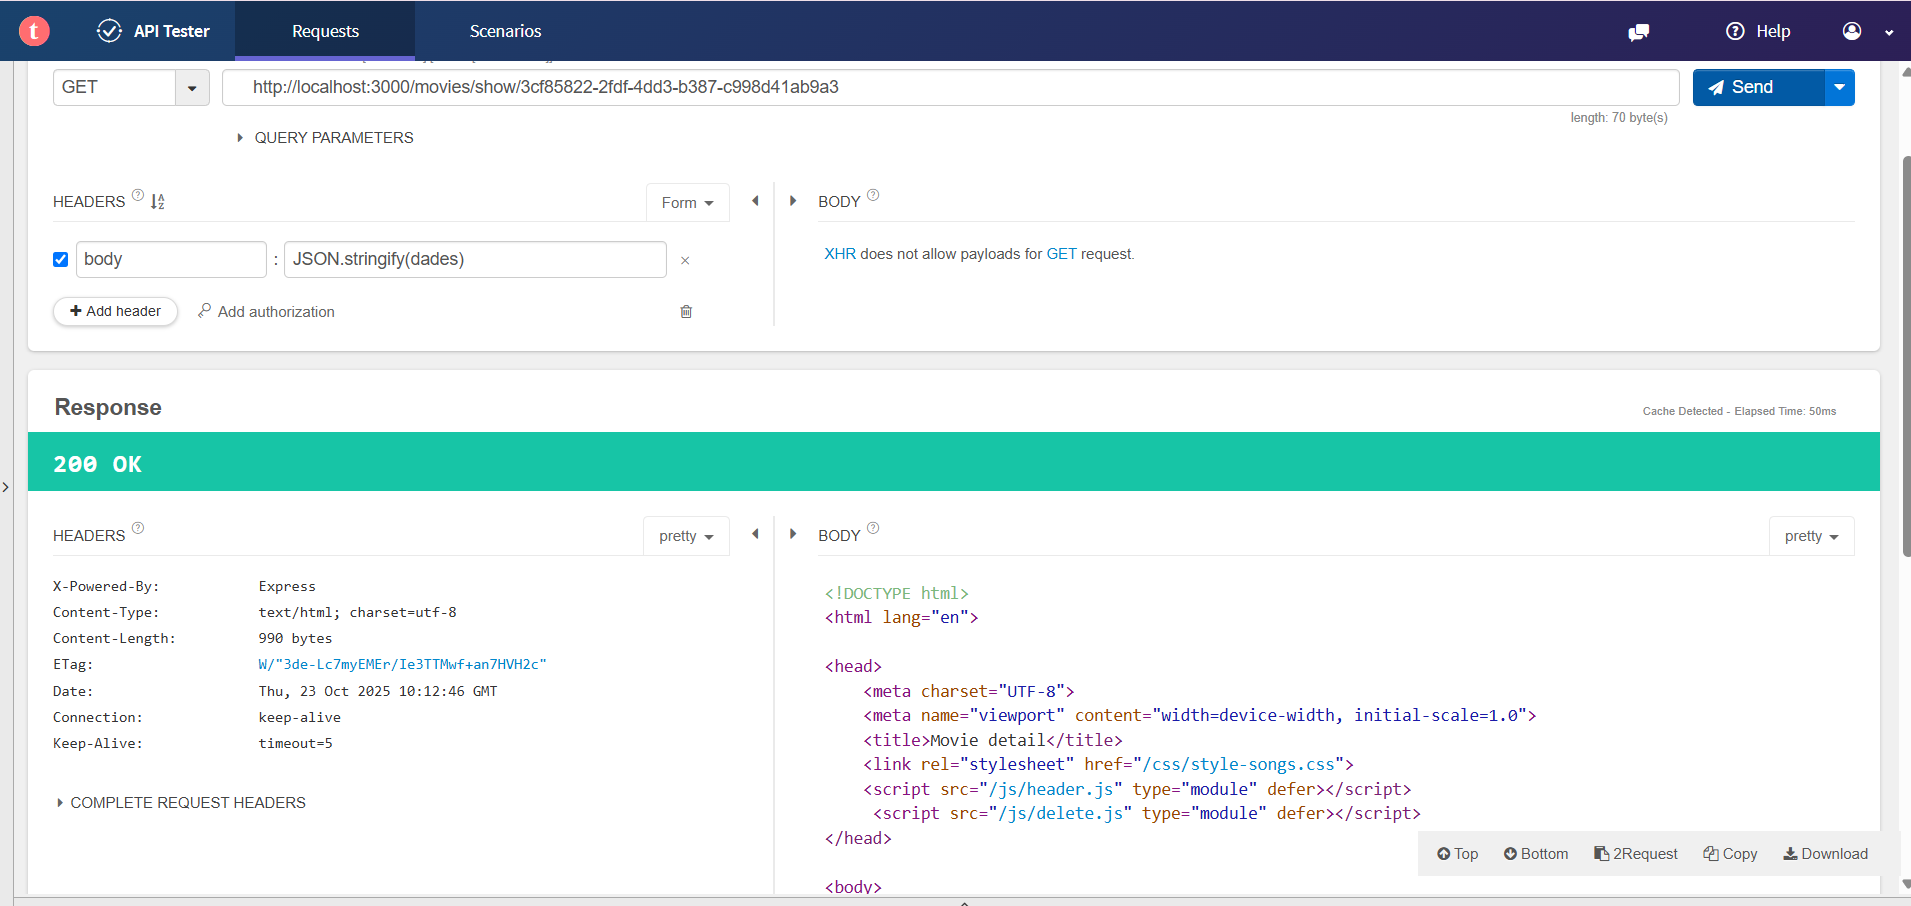 t API Tester Requests Scenarios Help
GET http://localhost:3000/movies/show/3cf85822-2fdf-4dd3-b387-c998d41ab9a3 Send
length: 70 byte(s)
QUERY PARAMETERS
HEADERS ? Form BODY ?
body : JSON.stringify(dades) ×
XHR does not allow payloads for GET request.
+ Add header Add authorization
Response
Cache Detected - Elapsed Time: 50ms
200 OK
HEADERS ? pretty BODY ? pretty
X-Powered-By: Express
Content-Type: text/html; charset=utf-8
Content-Length: 990 bytes
ETag: W/"3de-Lc7myEMEr/Ie3TTMwf+an7HVH2c"
Date: Thu, 23 Oct 2025 10:12:46 GMT
Connection: keep-alive
Keep-Alive: timeout=5
COMPLETE REQUEST HEADERS
<!DOCTYPE html>
<html lang="en">
<head>
<meta charset="UTF-8">
<meta name="viewport" content="width=device-width, initial-scale=1.0">
<title>Movie detail</title>
<link rel="stylesheet" href="/css/style-songs.css">
<script src="/js/header.js" type="module" defer></script>
<script src="/js/delete.js" type="module" defer></script>
</head>
<body>
Top Bottom 2Request Copy Download